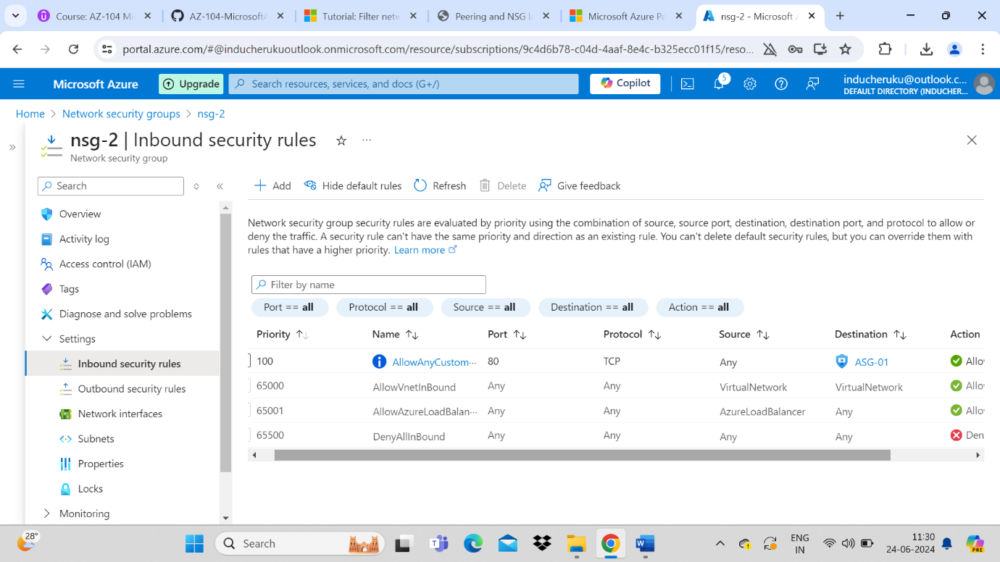 Course: AZ-104 Mi
AZ-104-MicrosoftA
Tutorial: Filter netw
Peering and NSG la
Microsoft Azure Po
nsg-2 - Microsoft A
portal.azure.com/#@inducherukuoutlook.onmicrosoft.com/resource/subscriptions/9c4d6b78-c04d-4aaf-8e4c-b325ecc01f15/reso...
Microsoft Azure
Upgrade
Search resources, services, and docs (G+/)
Copilot
5
inducheruku@outlook.c...
DEFAULT DIRECTORY (INDUCHER...
Home > Network security groups > nsg-2
nsg-2 | Inbound security rules
Network security group
Search
Add
Hide default rules
Refresh
Delete
Give feedback
Overview
Activity log
Access control (IAM)
Tags
Diagnose and solve problems
Settings
Inbound security rules
Outbound security rules
Network interfaces
Subnets
Properties
Locks
Monitoring
Network security group security rules are evaluated by priority using the combination of source, source port, destination, destination port, and protocol to allow or
deny the traffic. A security rule can't have the same priority and direction as an existing rule. You can't delete default security rules, but you can override them with
rules that have a higher priority. Learn more
Filter by name
Port == all Protocol == all Source == all Destination == all Action == all
Priority Name Port Protocol Source Destination Action
100 AllowAnyCustom... 80 TCP Any ASG-01 Allo
65000 AllowVnetInBound Any Any VirtualNetwork VirtualNetwork Allo
65001 AllowAzureLoadBalan... Any Any AzureLoadBalancer Any Allo
65500 DenyAllInBound Any Any Any Any Den
28°
Search
ENG
IN
11:30
24-06-2024
PRE